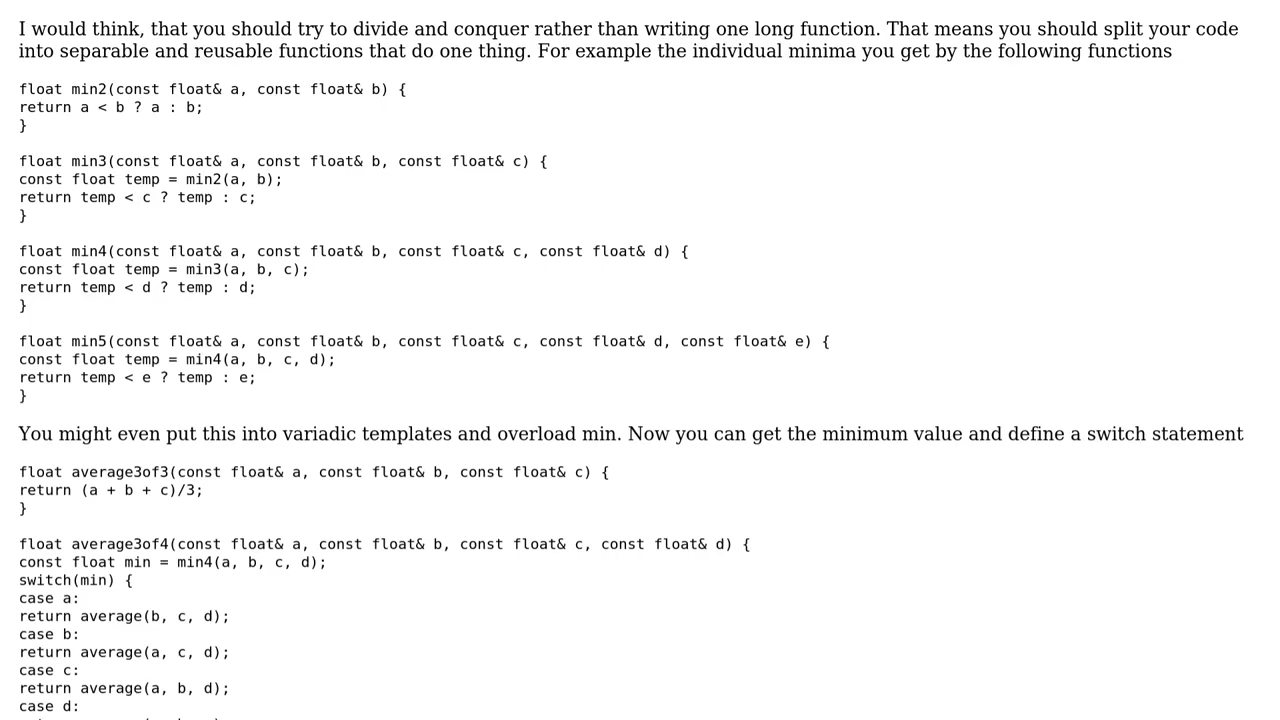 I would think, that you should try to divide and conquer rather than writing one long function. That means you should split your code
into separable and reusable functions that do one thing. For example the individual minima you get by the following functions
float min2(const float& a, const float& b) {
return a < b ? a : b;
}
float min3(const float& a, const float& b, const float& c) {
const float temp = min2(a, b);
return temp < c ? temp : c;
}
float min4(const float& a, const float& b, const float& c, const float& d) {
const float temp = min3(a, b, c);
return temp < d ? temp : d;
}
float min5(const float& a, const float& b, const float& c, const float& d, const float& e) {
const float temp = min4(a, b, c, d);
return temp < e ? temp : e;
}
You might even put this into variadic templates and overload min. Now you can get the minimum value and define a switch statement
float average3of3(const float& a, const float& b, const float& c) {
return (a + b + c)/3;
}
float average3of4(const float& a, const float& b, const float& c, const float& d) {
const float min = min4(a, b, c, d);
switch(min) {
case a:
return average(b, c, d);
case b:
return average(a, c, d);
case c:
return average(a, b, d);
case d: